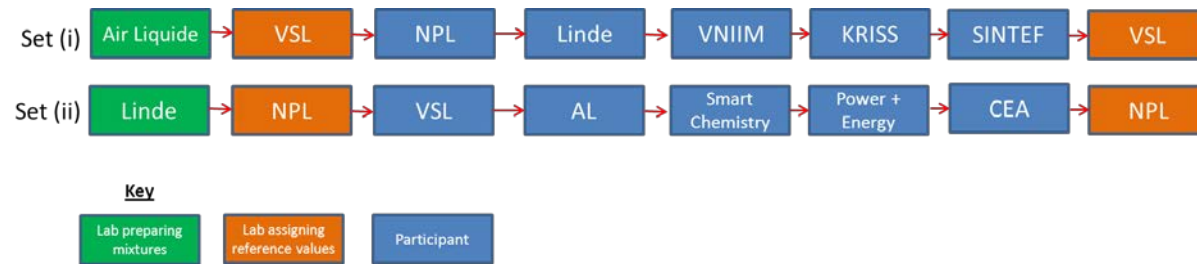 Set (i) Air Liquide VSL NPL Linde VNIIM KRISS SINTEF VSL
Set (ii) Linde NPL VSL AL Smart Chemistry Power + Energy CEA NPL
Key
Lab preparing mixtures
Lab assigning reference values
Participant